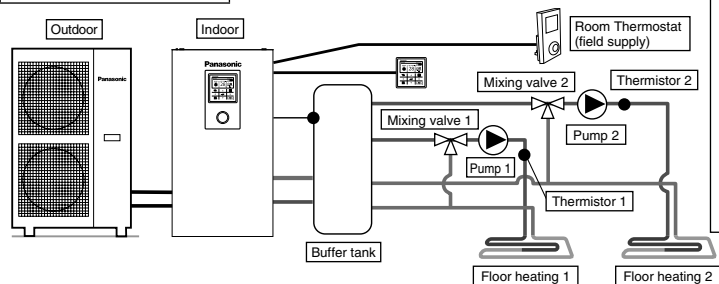 Outdoor
Indoor
Room Thermostat
(field supply)
Panasonic
Panasonic
Mixing valve 2
Thermistor 2
Mixing valve 1
Pump 2
Pump 1
Thermistor 1
Buffer tank
Floor heating 1
Floor heating 2